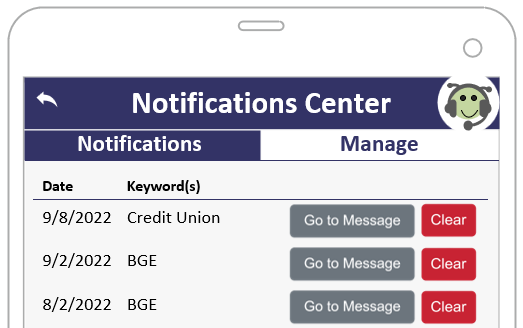 Notifications Center
Notifications Manage
Date Keyword(s)
9/8/2022 Credit Union Go to Message Clear
9/2/2022 BGE Go to Message Clear
8/2/2022 BGE Go to Message Clear